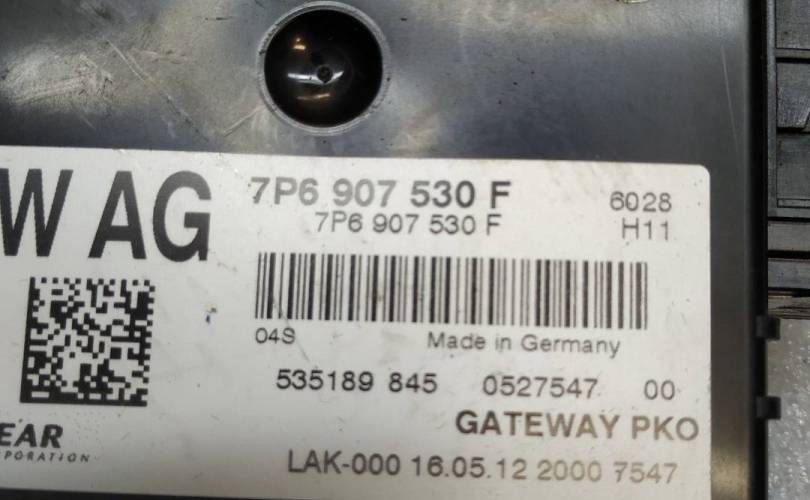 W AG
7P6 907 530 F
6028
7P6 907 530 F
H11
04S
Made in Germany
535189 845 0527547 00
GATEWAY PKO
EAR
PORATION
LAK-000 16.05.12 2000 7547